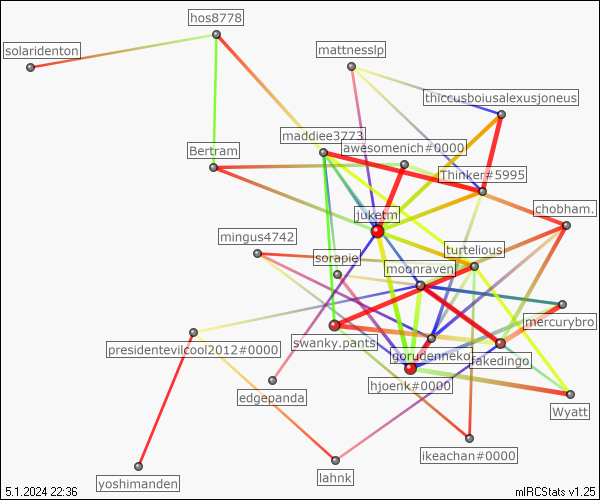 hos8778
solaridenton
mattnesslp
thiccusboiusalexusjoneus
maddiee3773
awesomenich#0000
Bertram
Thinker#5995
juketm
chobham.
mingus4742
turtelious
sorapie
moonraven
mercurybro
swanky.pants
presidentevilcool2012#0000
gorudenneko
fakedingo
hjoenk#0000
edgepanda
Wyatt
ikeachan#0000
lahnk
yoshimanden
5.1.2024 22:36
mIRCStats v1.25